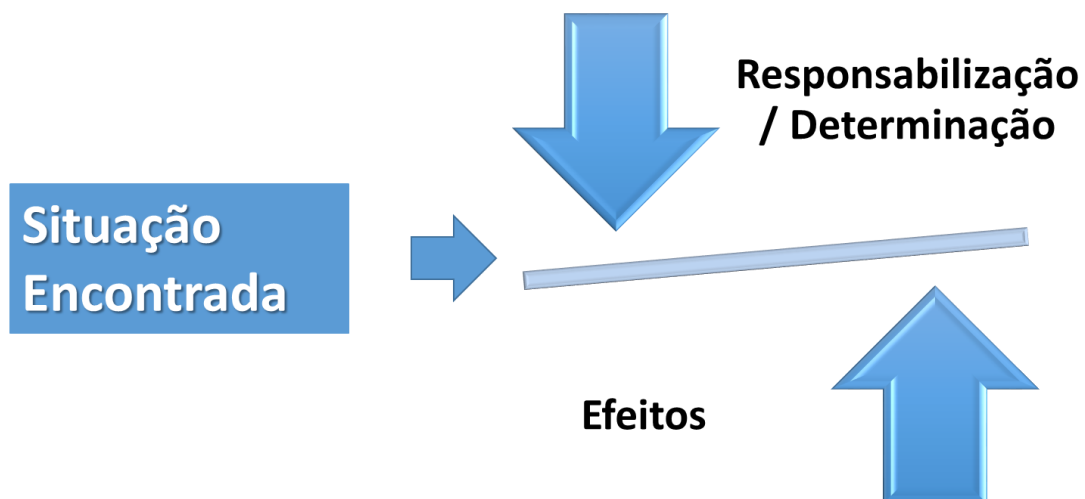 Responsabilização
/ Determinação
Situação
Encontrada
Efeitos